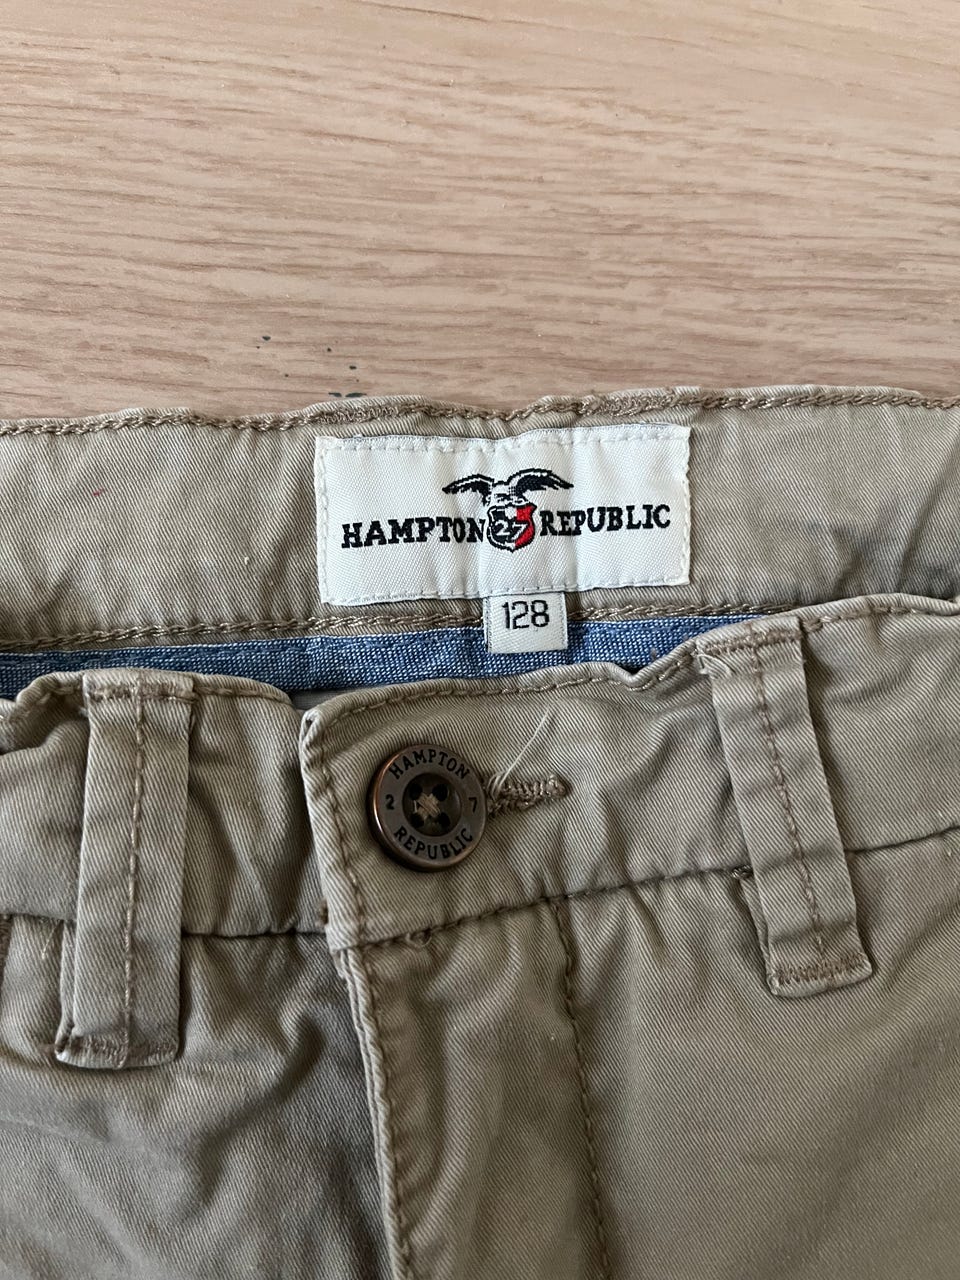 HAMPTON 27 REPUBLIC
128
HAMPTON
2 7
REPUBLIC